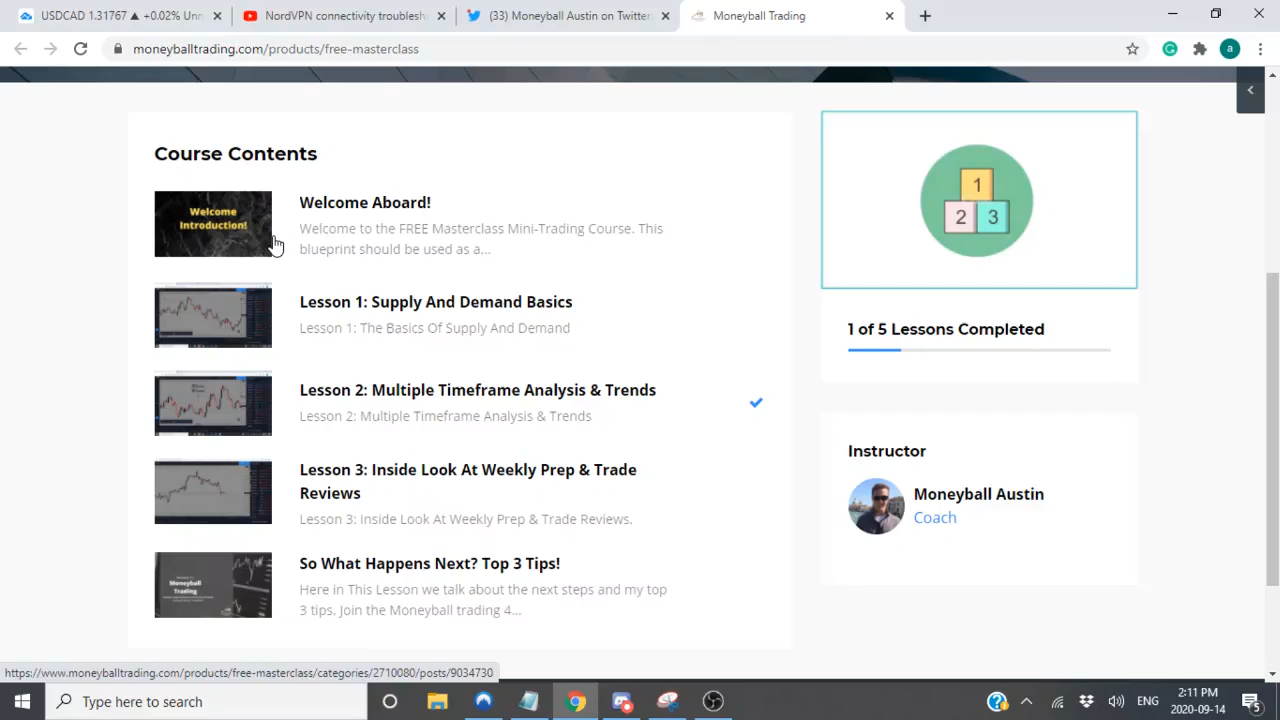 USDCAD 1.31767 ▲ +0.02% Unn
NordVPN connectivity troublesh
(33) Moneyball Austin on Twitter
Moneyball Trading
moneyballtrading.com/products/free-masterclass
a
Course Contents
Welcome
Introduction!
Welcome Aboard!
Welcome to the FREE Masterclass Mini-Trading Course. This
blueprint should be used as a...
Lesson 1: Supply And Demand Basics
Lesson 1: The Basics Of Supply And Demand
Lesson 2: Multiple Timeframe Analysis & Trends
Lesson 2: Multiple Timeframe Analysis & Trends
Lesson 3: Inside Look At Weekly Prep & Trade
Reviews
Lesson 3: Inside Look At Weekly Prep & Trade Reviews.
Moneyball
Trading
So What Happens Next? Top 3 Tips!
Here in This Lesson we talk about the next steps and my top
3 tips. Join the Moneyball trading 4...
1
2 3
1 of 5 Lessons Completed
Instructor
Moneyball Austin
Coach
https://www.moneyballtrading.com/products/free-masterclass/categories/2710080/posts/9034730
Type here to search
ENG
2:11 PM
2020-09-14
5